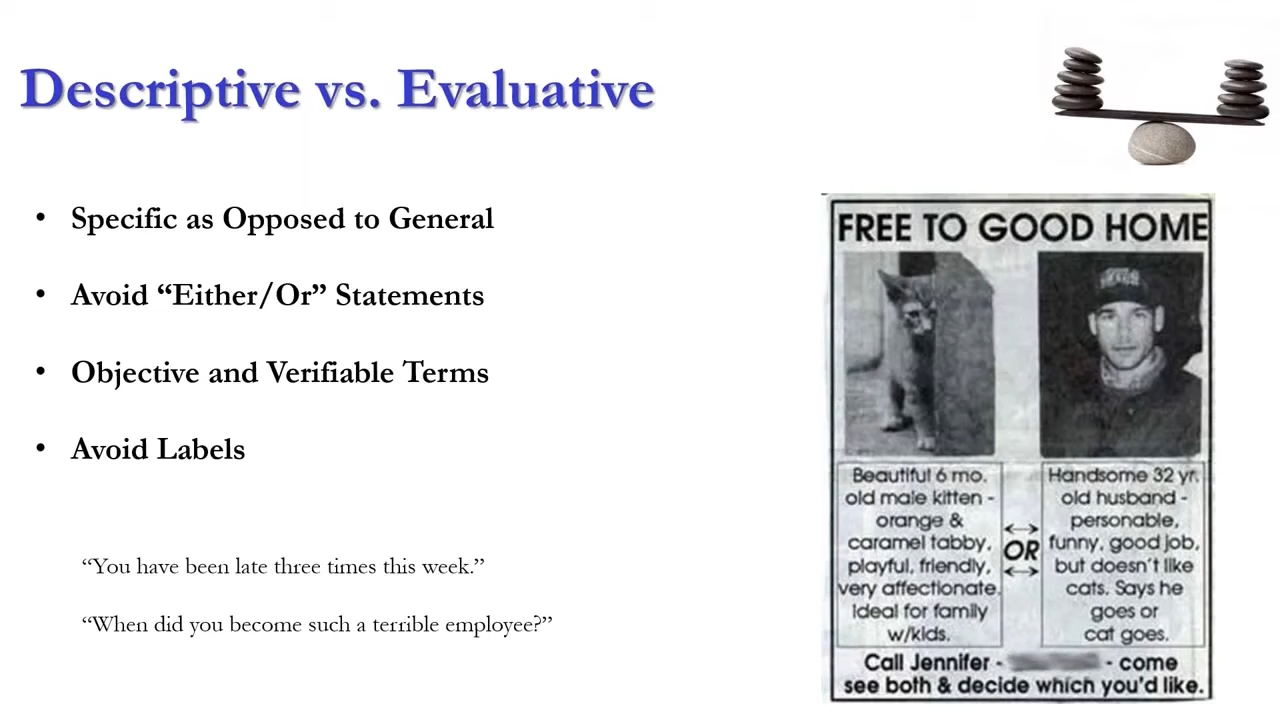 Descriptive vs. Evaluative
• Specific as Opposed to General
• Avoid “Either/Or” Statements
• Objective and Verifiable Terms
• Avoid Labels
“You have been late three times this week.”
“When did you become such a terrible employee?”
FREE TO GOOD HOME
Beautiful 6 mo.
old male kitten -
orange &
caramel tabby,
playful, friendly,
very affectionate.
Ideal for family
w/kids.
OR
Handsome 32 yr.
old husband -
personable,
funny, good job,
but doesn't like
cats. Says he
goes or
cat goes.
Call Jennifer - - come
see both & decide which you'd like.